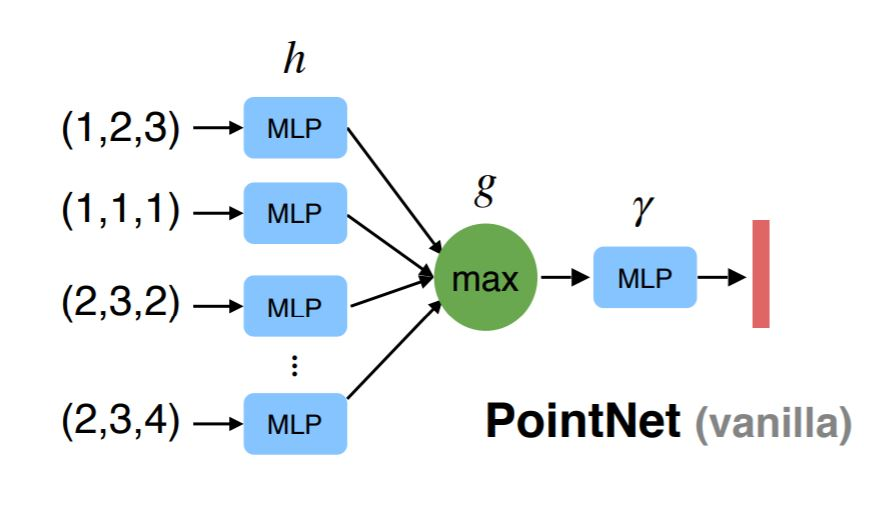 h
(1,2,3) MLP
(1,1,1) MLP
g
γ
(2,3,2) MLP
max
MLP
...
(2,3,4) MLP
PointNet (vanilla)